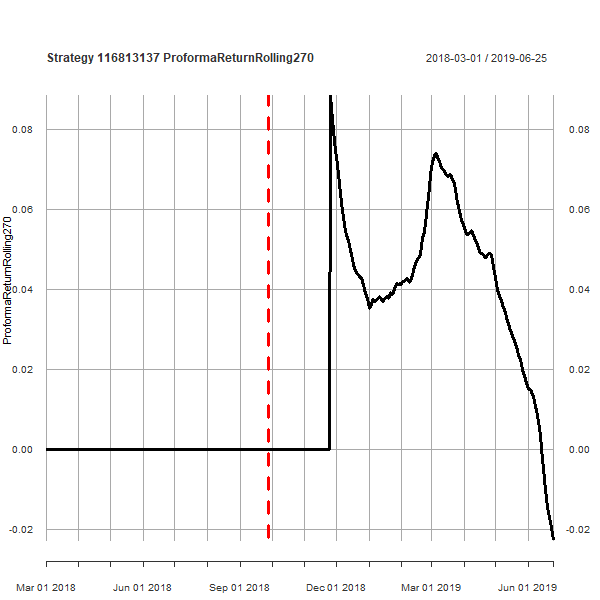 Strategy 116813137 ProformaReturnRolling270
2018-03-01 / 2019-06-25
ProformaReturnRolling270
0.08
0.06
0.04
0.02
0.00
-0.02
0.08
0.06
0.04
0.02
0.00
-0.02
Mar 01 2018
Jun 01 2018
Sep 01 2018
Dec 01 2018
Mar 01 2019
Jun 01 2019